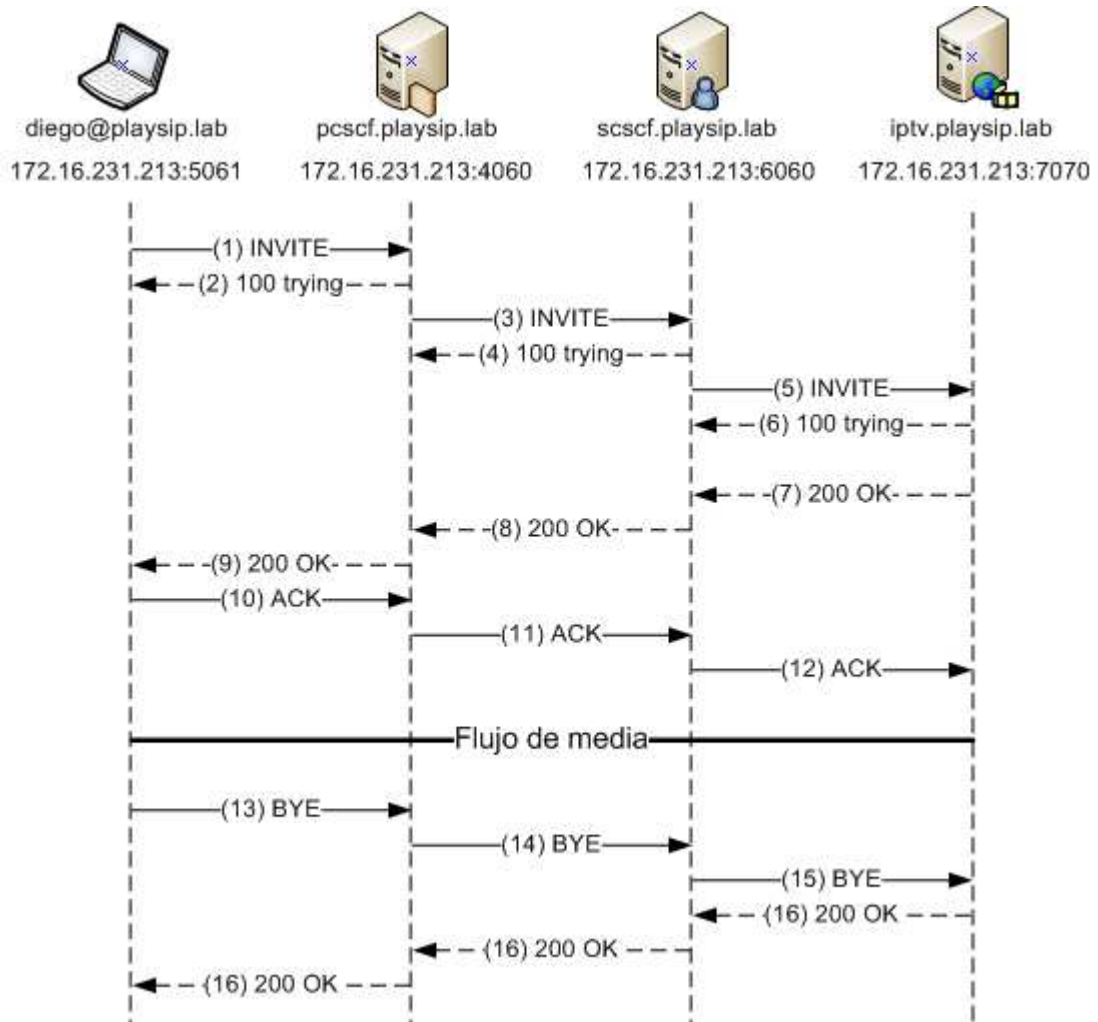 diego@playsip.lab pcscf.playsip.lab scscf.playsip.lab iptv.playsip.lab
172.16.231.213:5061 172.16.231.213:4060 172.16.231.213:6060 172.16.231.213:7070
(1) INVITE
(2) 100 trying
(3) INVITE
(4) 100 trying
(5) INVITE
(6) 100 trying
(7) 200 OK
(8) 200 OK
(9) 200 OK
(10) ACK
(11) ACK
(12) ACK
Flujo de media
(13) BYE
(14) BYE
(15) BYE
(16) 200 OK
(16) 200 OK
(16) 200 OK